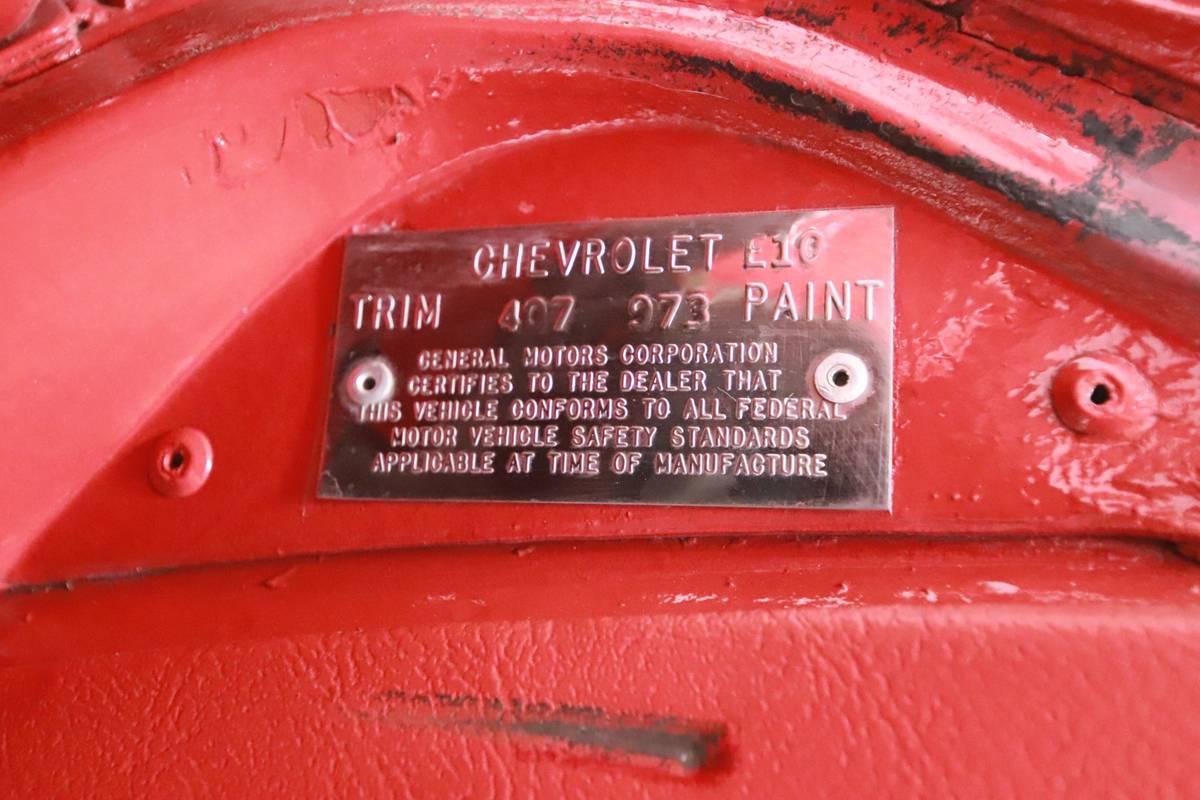 CHEVROLET E10
TRIM 407 973 PAINT
GENERAL MOTORS CORPORATION
CERTIFIES TO THE DEALER THAT
THIS VEHICLE CONFORMS TO ALL FEDERAL
MOTOR VEHICLE SAFETY STANDARDS
APPLICABLE AT TIME OF MANUFACTURE